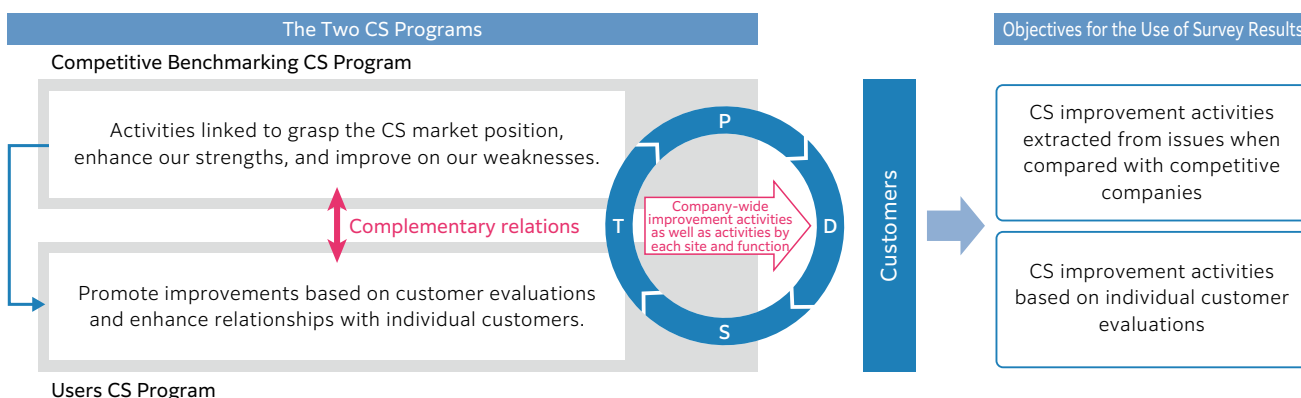 The Two CS Programs
Objectives for the Use of Survey Results
Competitive Benchmarking CS Program
Activities linked to grasp the CS market position,
enhance our strengths, and improve on our weaknesses.
Complementary relations
Promote improvements based on customer evaluations
and enhance relationships with individual customers.
Users CS Program
P
D
S
T
Company-wide
improvement activities
as well as activities by
each site and function
Customers
CS improvement activities
extracted from issues when
compared with competitive
companies
CS improvement activities
based on individual customer
evaluations